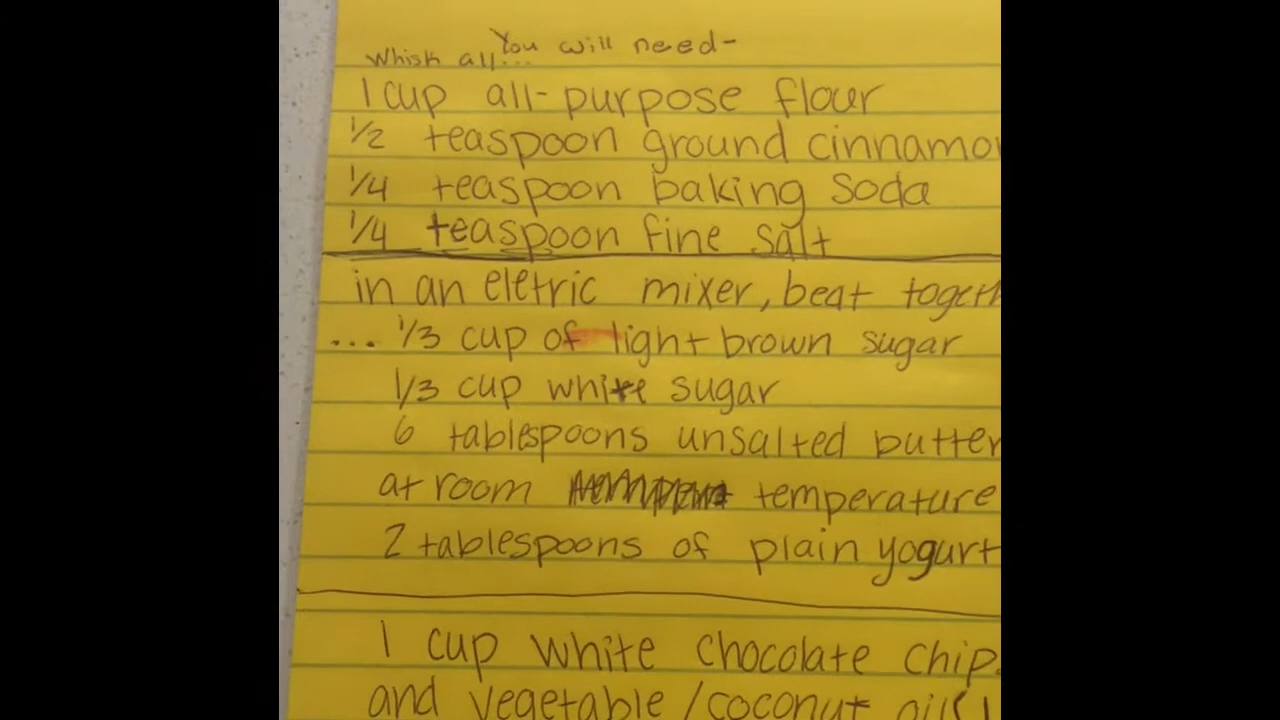 You will need-
Whisk all...
1 cup all-purpose flour
1/2 teaspoon ground cinnamon
1/4 teaspoon baking soda
1/4 teaspoon fine salt
in an eletric mixer, beat togeth
... 1/3 cup of light brown sugar
1/3 cup white sugar
6 tablespoons unsalted butter
at room temperature
2 tablespoons of plain yogurt
1 cup white chocolate chip
and vegetable/coconut oil